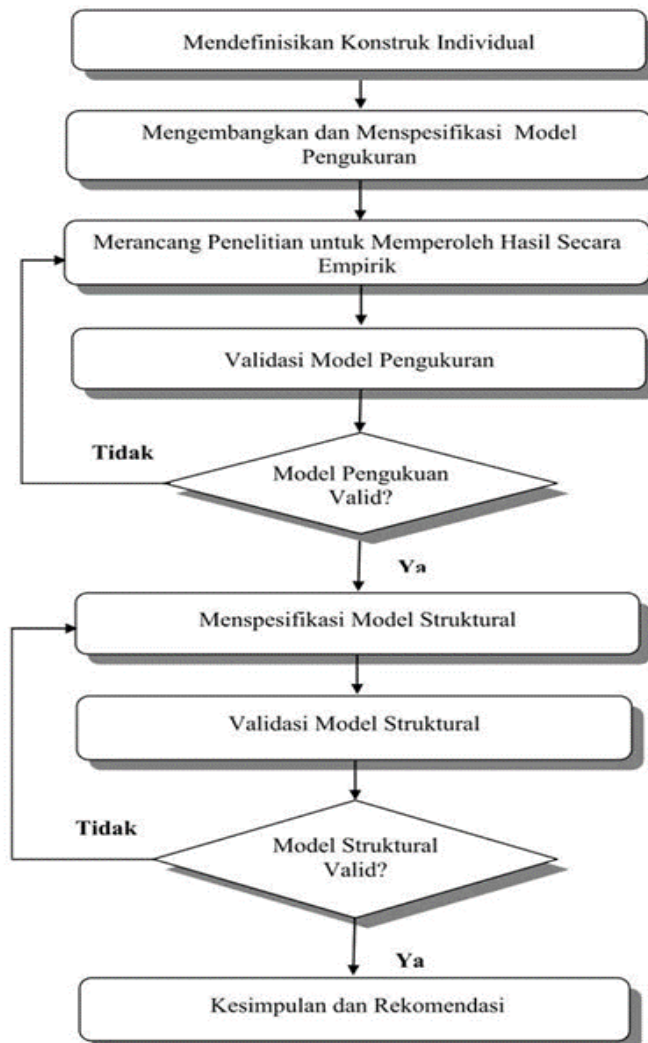 Mendefinisikan Konstruk Individual
Mengembangkan dan Menspesifikasi Model
Pengukuran
Merancang Penelitian untuk Memperoleh Hasil Secara
Empirik
Validasi Model Pengukuran
Tidak
Model Pengukuan
Valid?
Ya
Menspesifikasi Model Struktural
Validasi Model Struktural
Tidak
Model Struktural
Valid?
Ya
Kesimpulan dan Rekomendasi